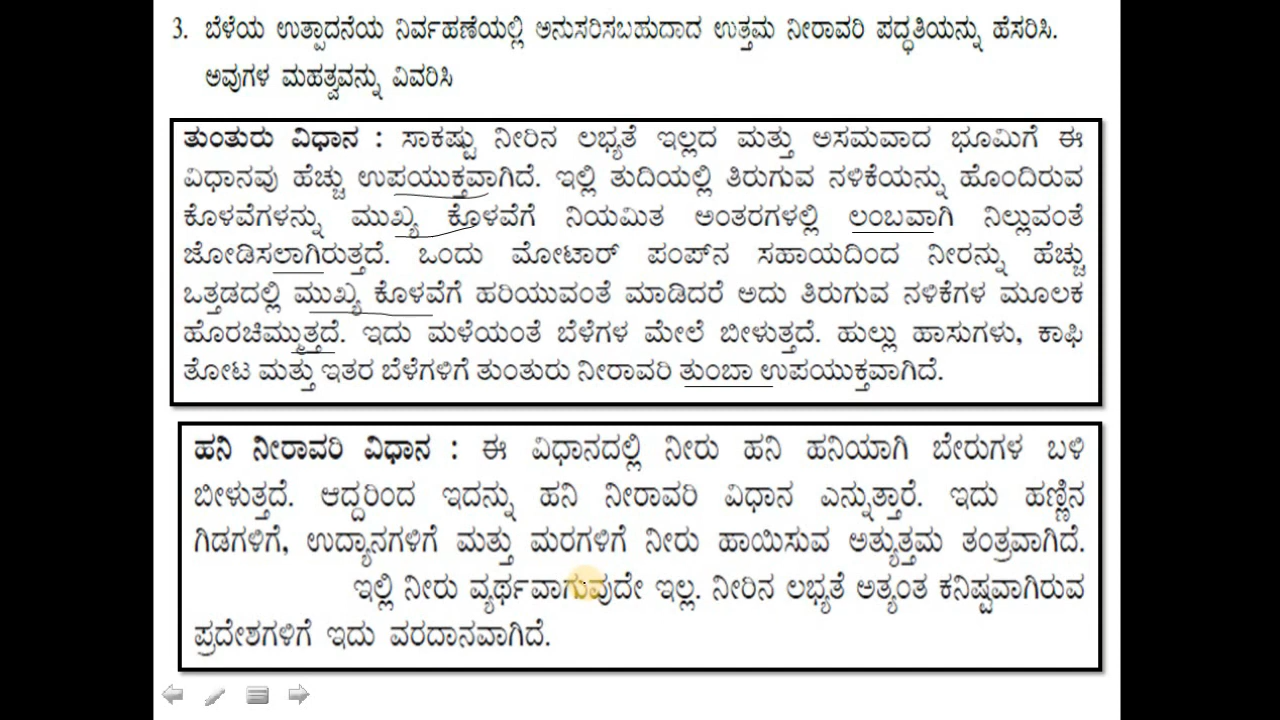 3. ಬೆಳೆಯ ಉತ್ಪಾದನೆಯ ನಿರ್ವಹಣೆಯಲ್ಲಿ ಅನುಸರಿಸಬಹುದಾದ ಉತ್ತಮ ನೀರಾವರಿ ಪದ್ಧತಿಯನ್ನು ಹೆಸರಿಸಿ.
ಅವುಗಳ ಮಹತ್ವವನ್ನು ವಿವರಿಸಿ
ತುಂತುರು ವಿಧಾನ : ಸಾಕಷ್ಟು ನೀರಿನ ಲಭ್ಯತೆ ಇಲ್ಲದ ಮತ್ತು ಅಸಮವಾದ ಭೂಮಿಗೆ ಈ
ವಿಧಾನವು ಹೆಚ್ಚು ಉಪಯುಕ್ತವಾಗಿದೆ. ಇಲ್ಲಿ ತುದಿಯಲ್ಲಿ ತಿರುಗುವ ನಳಿಕೆಯನ್ನು ಹೊಂದಿರುವ
ಕೊಳವೆಗಳನ್ನು ಮುಖ್ಯ ಕೊಳವೆಗೆ ನಿಯಮಿತ ಅಂತರಗಳಲ್ಲಿ ಲಂಬವಾಗಿ ನಿಲ್ಲುವಂತೆ
ಜೋಡಿಸಲಾಗಿರುತ್ತದೆ. ಒಂದು ಮೋಟಾರ್ ಪಂಪ್‌ನ ಸಹಾಯದಿಂದ ನೀರನ್ನು ಹೆಚ್ಚು
ಒತ್ತಡದಲ್ಲಿ ಮುಖ್ಯ ಕೊಳವೆಗೆ ಹರಿಯುವಂತೆ ಮಾಡಿದರೆ ಅದು ತಿರುಗುವ ನಳಿಕೆಗಳ ಮೂಲಕ
ಹೊರಚಿಮ್ಮುತ್ತದೆ. ಇದು ಮಳೆಯಂತೆ ಬೆಳೆಗಳ ಮೇಲೆ ಬೀಳುತ್ತದೆ. ಹುಲ್ಲು ಹಾಸುಗಳು, ಕಾಫಿ
ತೋಟ ಮತ್ತು ಇತರ ಬೆಳೆಗಳಿಗೆ ತುಂತುರು ನೀರಾವರಿ ತುಂಬಾ ಉಪಯುಕ್ತವಾಗಿದೆ.
ಹನಿ ನೀರಾವರಿ ವಿಧಾನ : ಈ ವಿಧಾನದಲ್ಲಿ ನೀರು ಹನಿ ಹನಿಯಾಗಿ ಬೇರುಗಳ ಬಳಿ
ಬೀಳುತ್ತದೆ. ಆದ್ದರಿಂದ ಇದನ್ನು ಹನಿ ನೀರಾವರಿ ವಿಧಾನ ಎನ್ನುತ್ತಾರೆ. ಇದು ಹಣ್ಣಿನ
ಗಿಡಗಳಿಗೆ, ಉದ್ಯಾನಗಳಿಗೆ ಮತ್ತು ಮರಗಳಿಗೆ ನೀರು ಹಾಯಿಸುವ ಅತ್ಯುತ್ತಮ ತಂತ್ರವಾಗಿದೆ.
ಇಲ್ಲಿ ನೀರು ವ್ಯರ್ಥವಾಗುವುದೇ ಇಲ್ಲ. ನೀರಿನ ಲಭ್ಯತೆ ಅತ್ಯಂತ ಕನಿಷ್ಟವಾಗಿರುವ
ಪ್ರದೇಶಗಳಿಗೆ ಇದು ವರದಾನವಾಗಿದೆ.